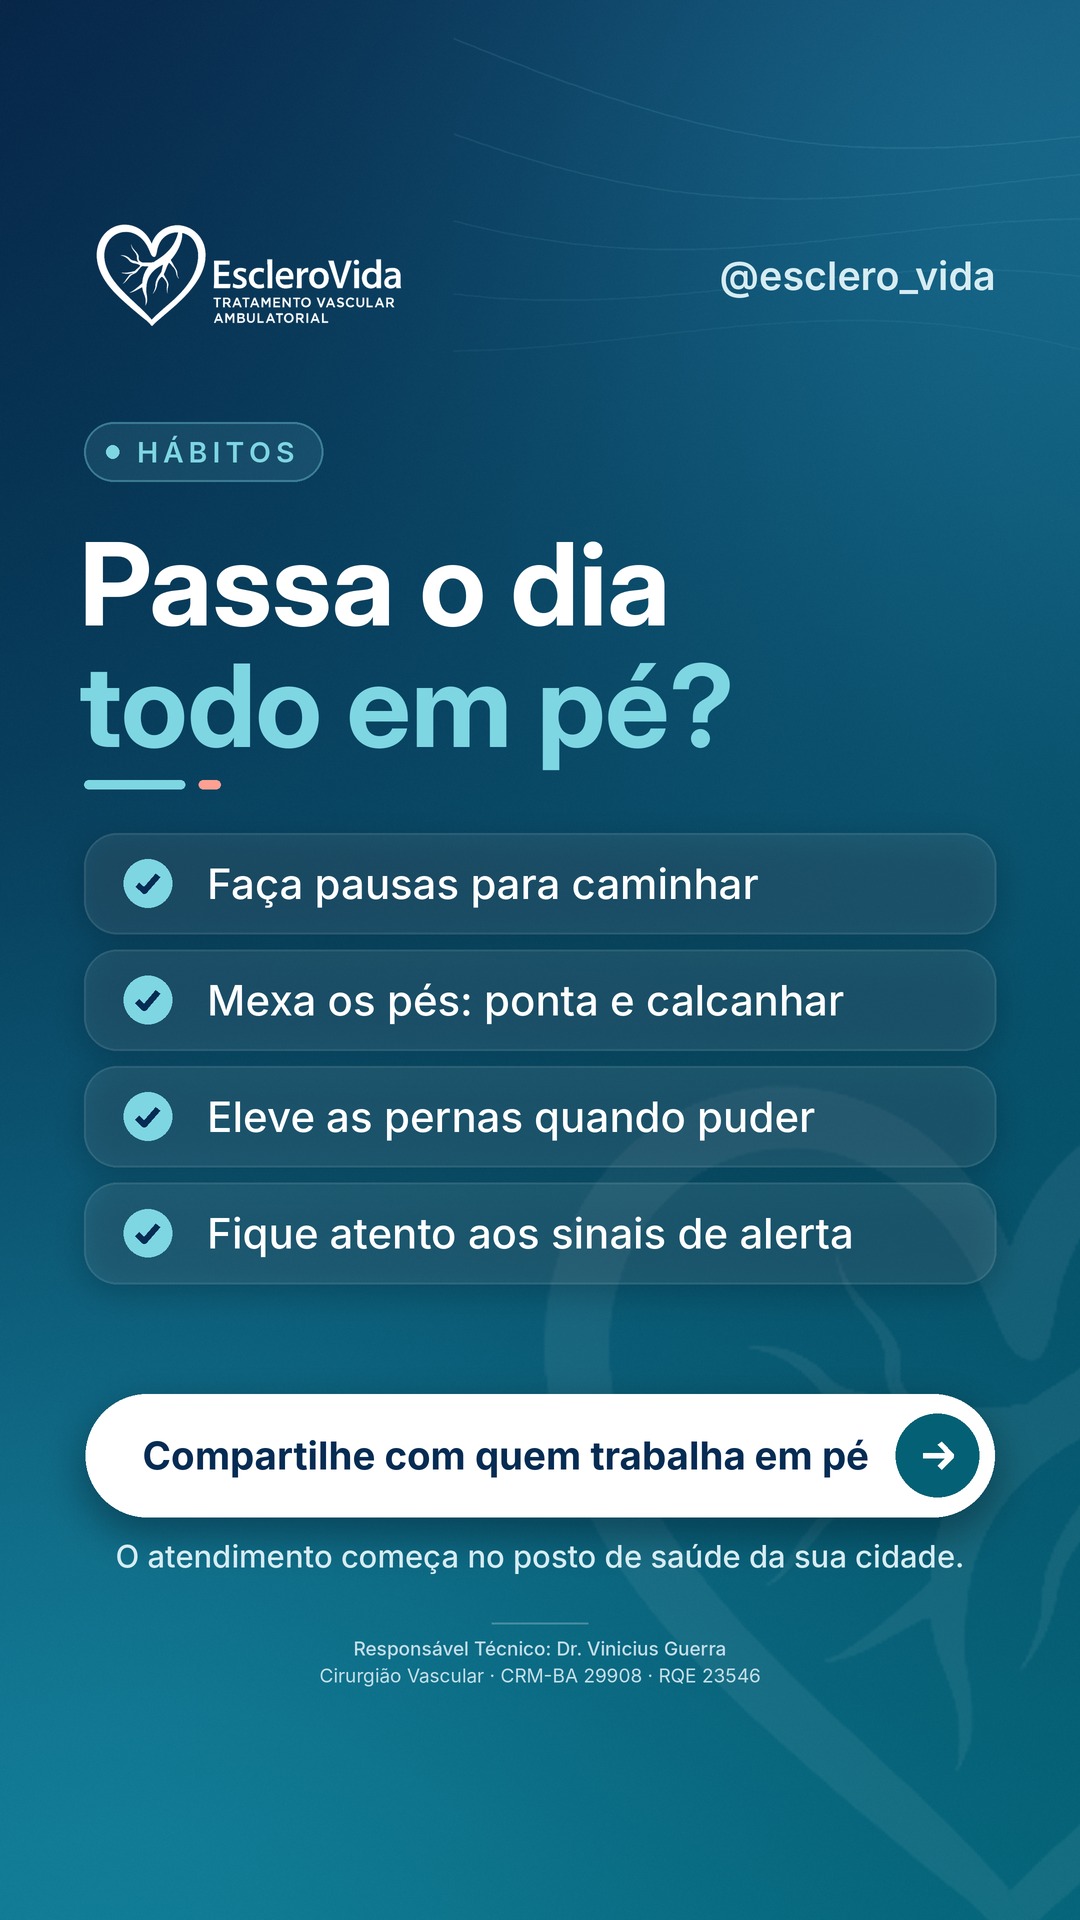 EscleroVida
TRATAMENTO VASCULAR
AMBULATORIAL
@esclero_vida
HÁBITOS
Passa o dia
todo em pé?
Faça pausas para caminhar
Mexa os pés: ponta e calcanhar
Eleve as pernas quando puder
Fique atento aos sinais de alerta
Compartilhe com quem trabalha em pé
O atendimento começa no posto de saúde da sua cidade.
Responsável Técnico: Dr. Vinicius Guerra
Cirurgião Vascular · CRM-BA 29908 · RQE 23546